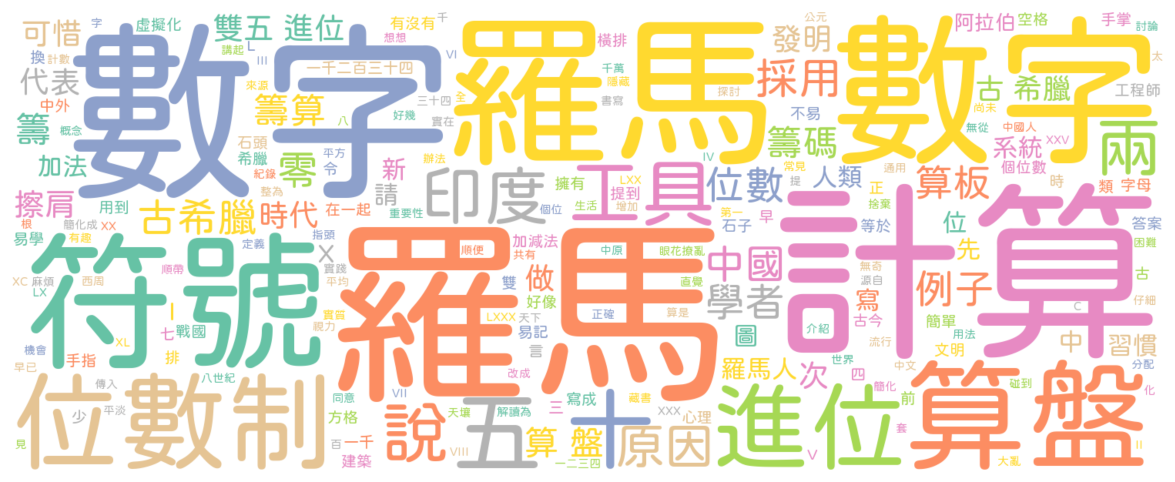 可惜 虛擬化 雙五 進位 有沒有 千 公元
字 換 計數 L III 講起 想想 VI 橫排 發明 阿拉伯 空格 手掌 討論
數字 羅馬 數字
代表 一千二百三十四 千萬 隱藏 採用 古 希臘 太
中外 來源 籌算 全 書寫 探討 不易 尚未 工程師
籌 概念 八 三十四 好幾 實在 籌碼 無從 中國人 兩
加法 石頭 希臘 零 平方 新 辦法 IV 系統 XXV
紀錄 令 印度 工具 提到 LXX 常見 通用 個位數
擦肩 用到 整為 請 擁有 增加 生活 位數 人類 提 算板 時 類 字母
古希臘 時代 在一起 重要性 個位 第一 早 正 捨棄
根 簡化成 XX 石子 等於 位 答案
易學 有趣 定義 指頭 羅馬 順便 加減法 共有 中原 眼花撩亂 計算 困難
符號 X 實踐 平均 雙 做 直覺 中國 無奇 源自 先 古
XC 麻煩 西周 順帶 好像 學者 寫 例子 仔細
LX I 實質 視力 LXXX 天下 正確 算是 圖 古今 簡單 C
七 戰國 易記 介紹 用法
機會 XL 言 流行 文明 中 習慣
早已 手指 排 羅馬人 世界 中文 碰到 分配
傳入 八世紀 VII 改成 次 四 簡化 化
位數制 同意 寫成 藏書 心理 進位 前 算盤
少 平淡 方格 說 五 天壤 解讀為 三 XXX 套
見 百 一千 建築 VIII 算 盤 十 原因 一二三四 V 大亂 II